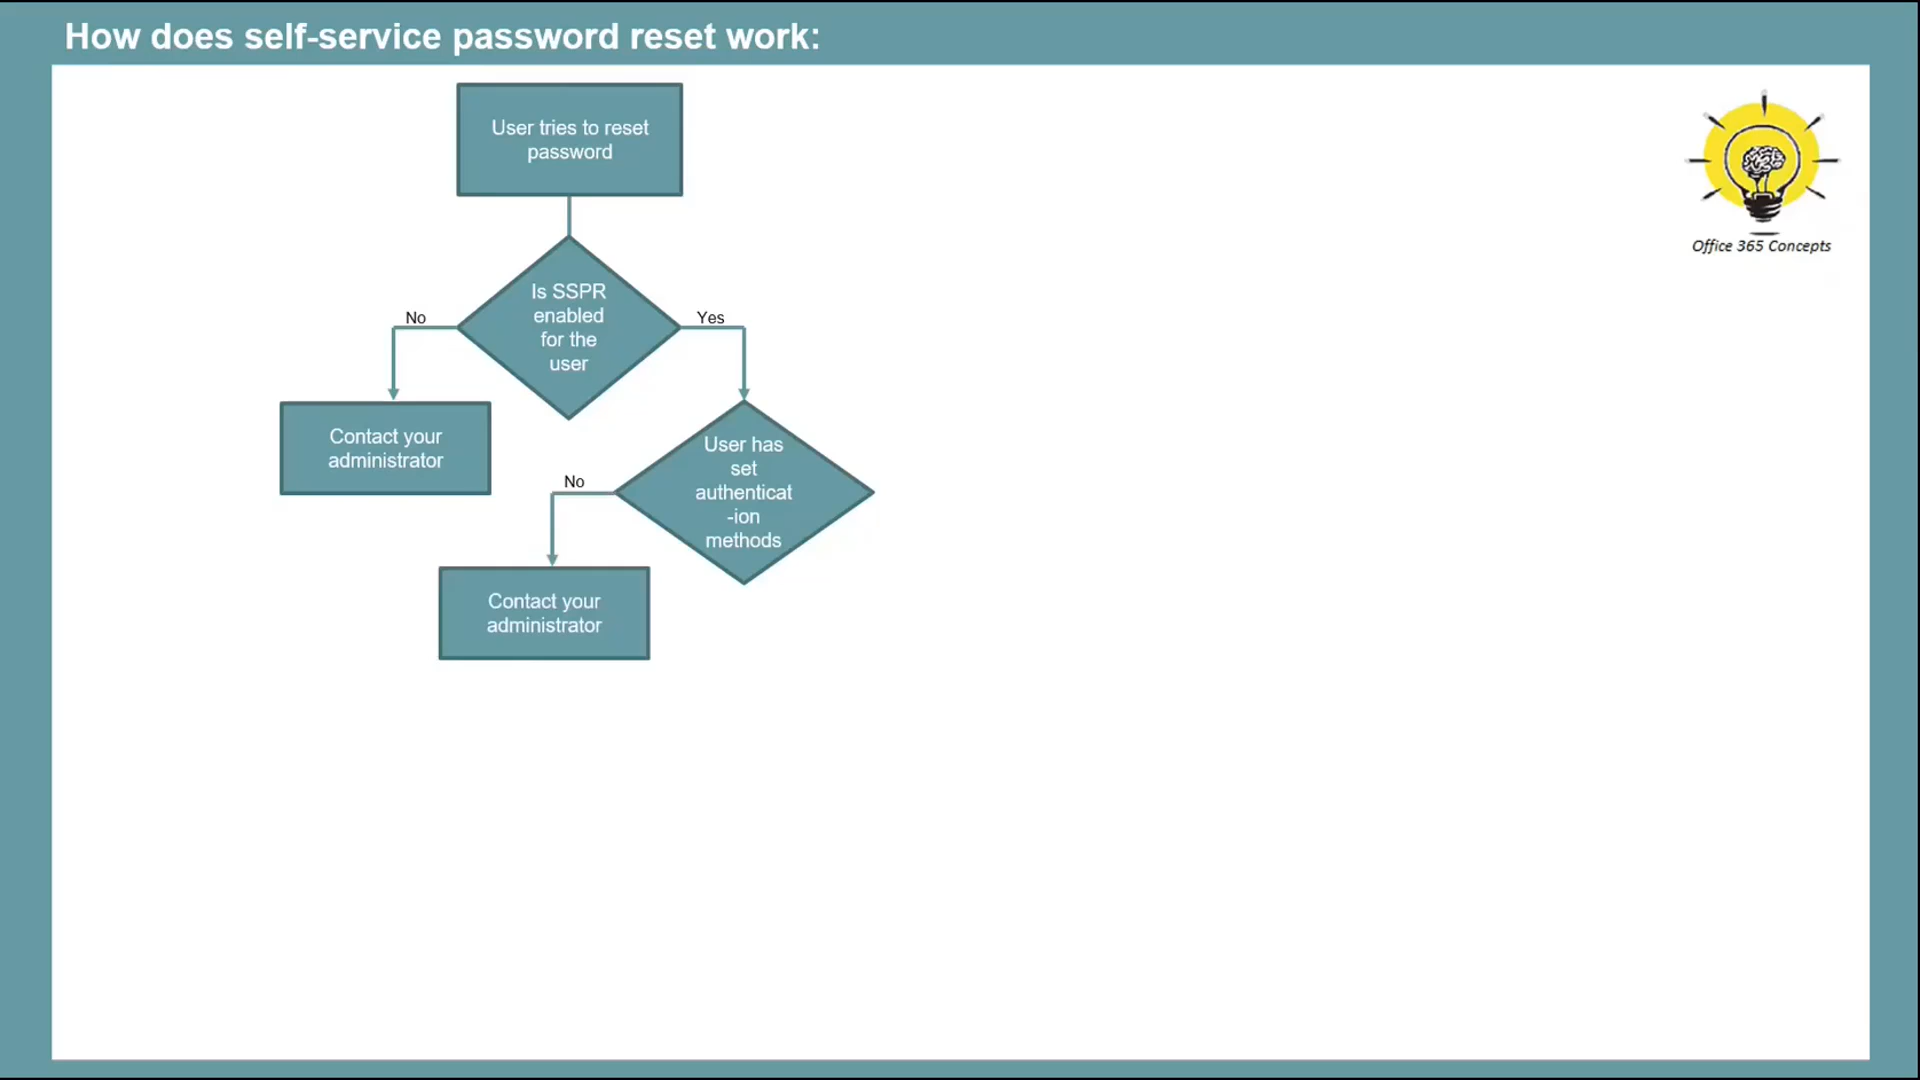 How does self-service password reset work:
User tries to reset
password
Office 365 Concepts
Is SSPR
enabled
for the
user
No
Yes
Contact your
administrator
User has
set
authenticat
-ion
methods
No
Contact your
administrator